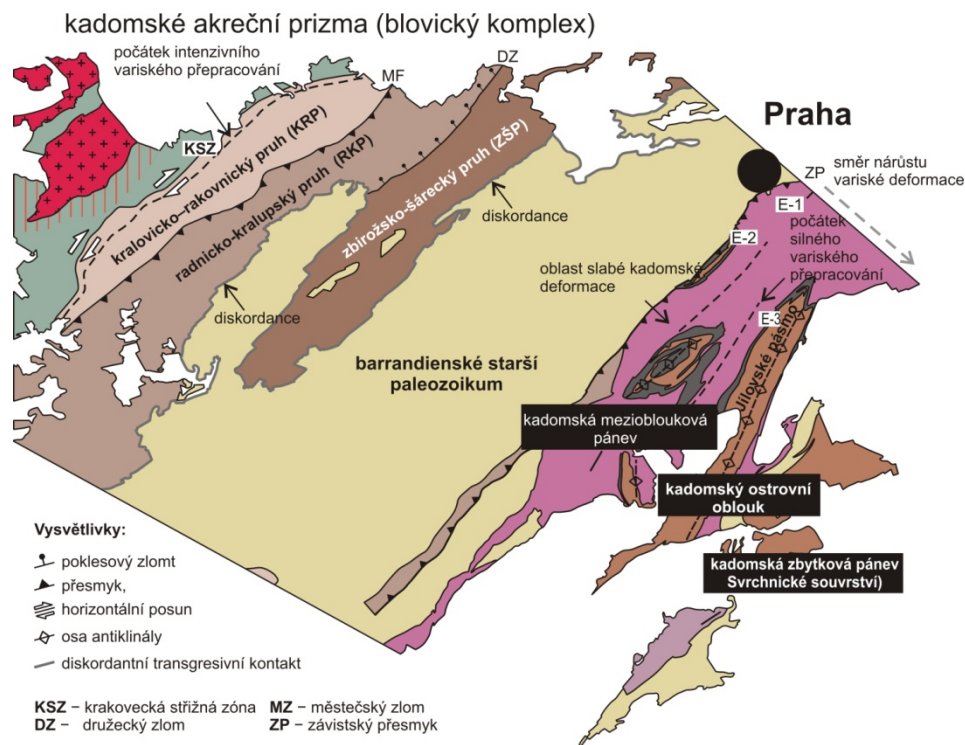 kadomské akreční prizma (blovický komplex)
počátek intenzivního
variského přepracování
MF
DZ
KSZ
kralovicko–rakovnický pruh (KRP)
radnicko-kralupský pruh (RKP)
zbirožsko-šárecký pruh (ZŠP)
diskordance
diskordance
Praha
ZP
směr nárůstu
variské deformace
E-1
E-2
počátek
silného
variského
přepracování
oblast slabé kadomské
deformace
E-3
Jílovské pásmo
barrandienské starší
paleozoikum
kadomská mezioblouková
pánev
kadomský ostrovní
oblouk
kadomská zbytková pánev
Svrchnické souvrství)
Vysvětlivky:
poklesový zlomt
přesmyk,
horizontální posun
osa antiklinály
diskordantní transgresivní kontakt
KSZ – krakovecká střižná zóna MZ – městečský zlom
DZ – družecký zlom ZP – závistský přesmyk